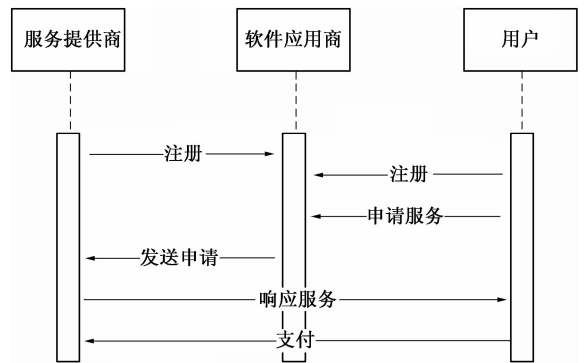 服务提供商
软件应用商
用户
注册
注册
申请服务
发送申请
响应服务
支付